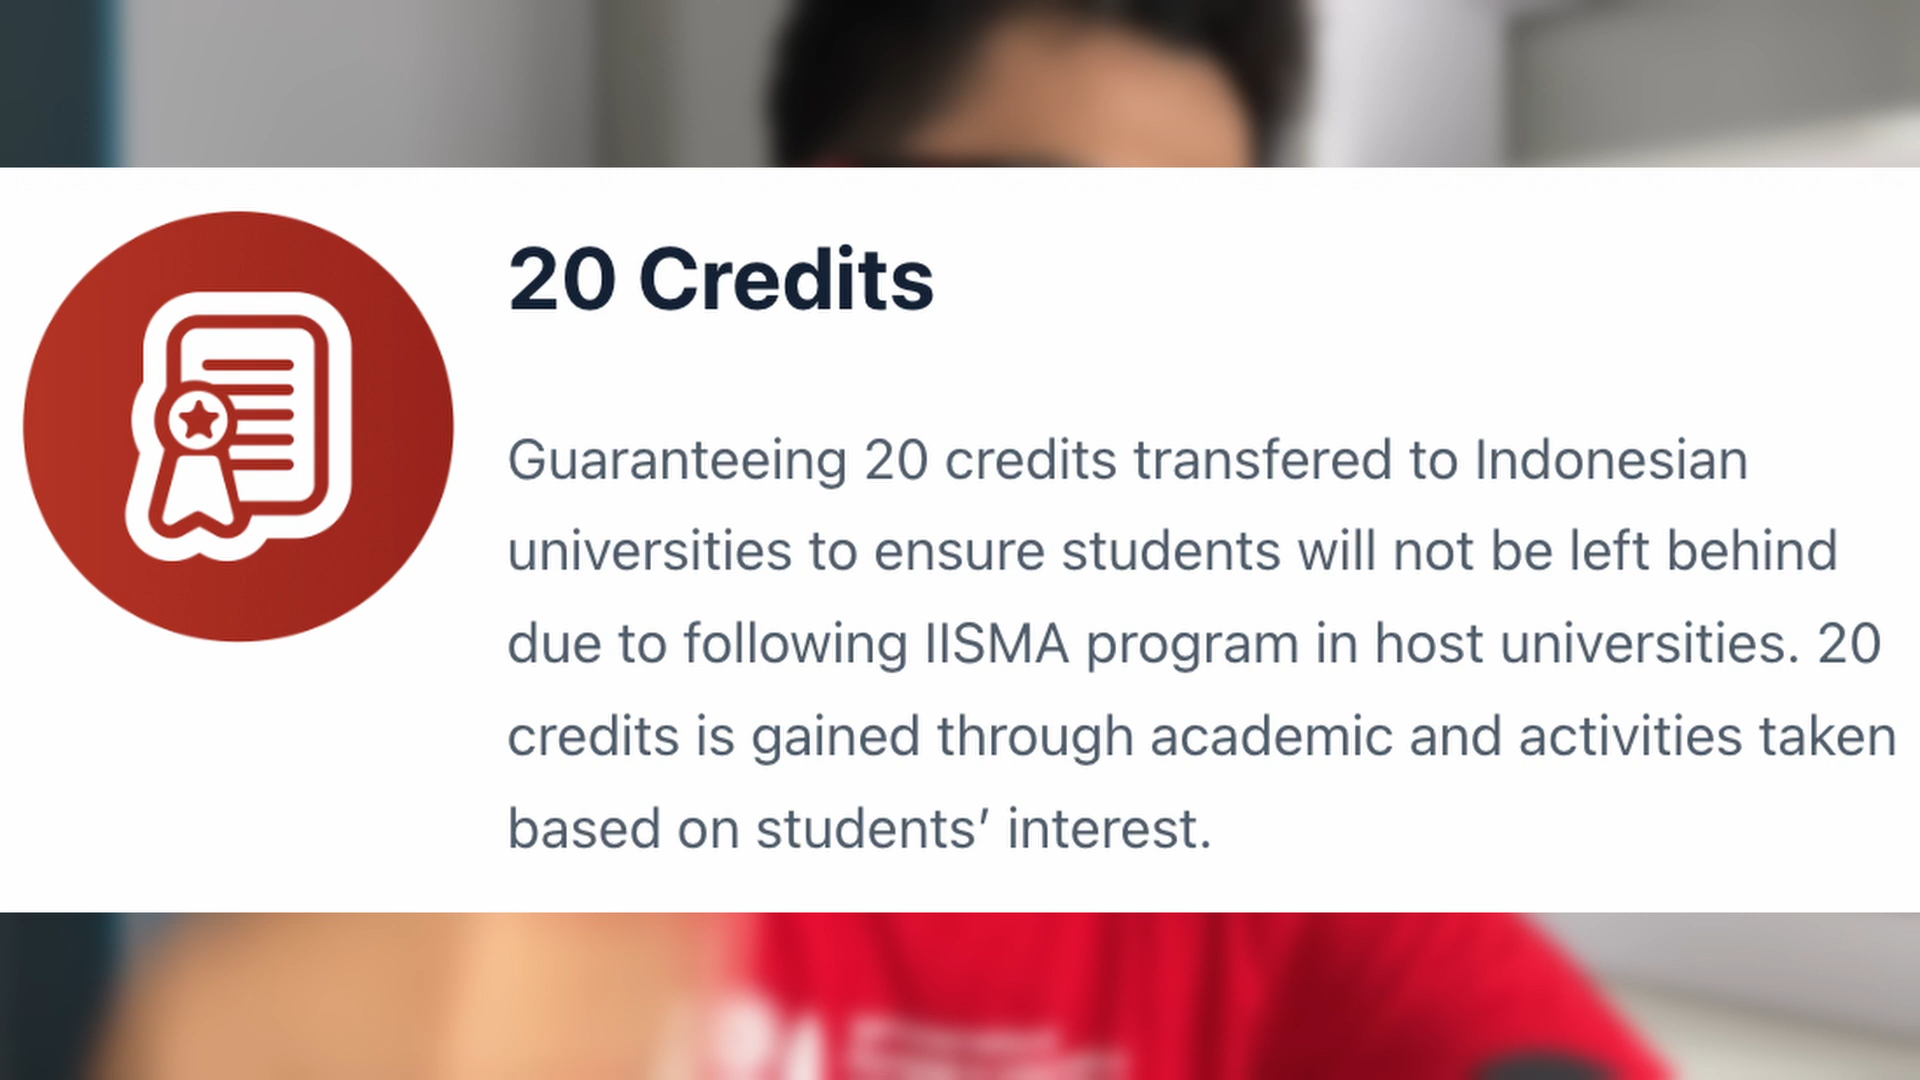 20 Credits
Guaranteeing 20 credits transfered to Indonesian
universities to ensure students will not be left behind
due to following IISMA program in host universities. 20
credits is gained through academic and activities taken
based on students’ interest.